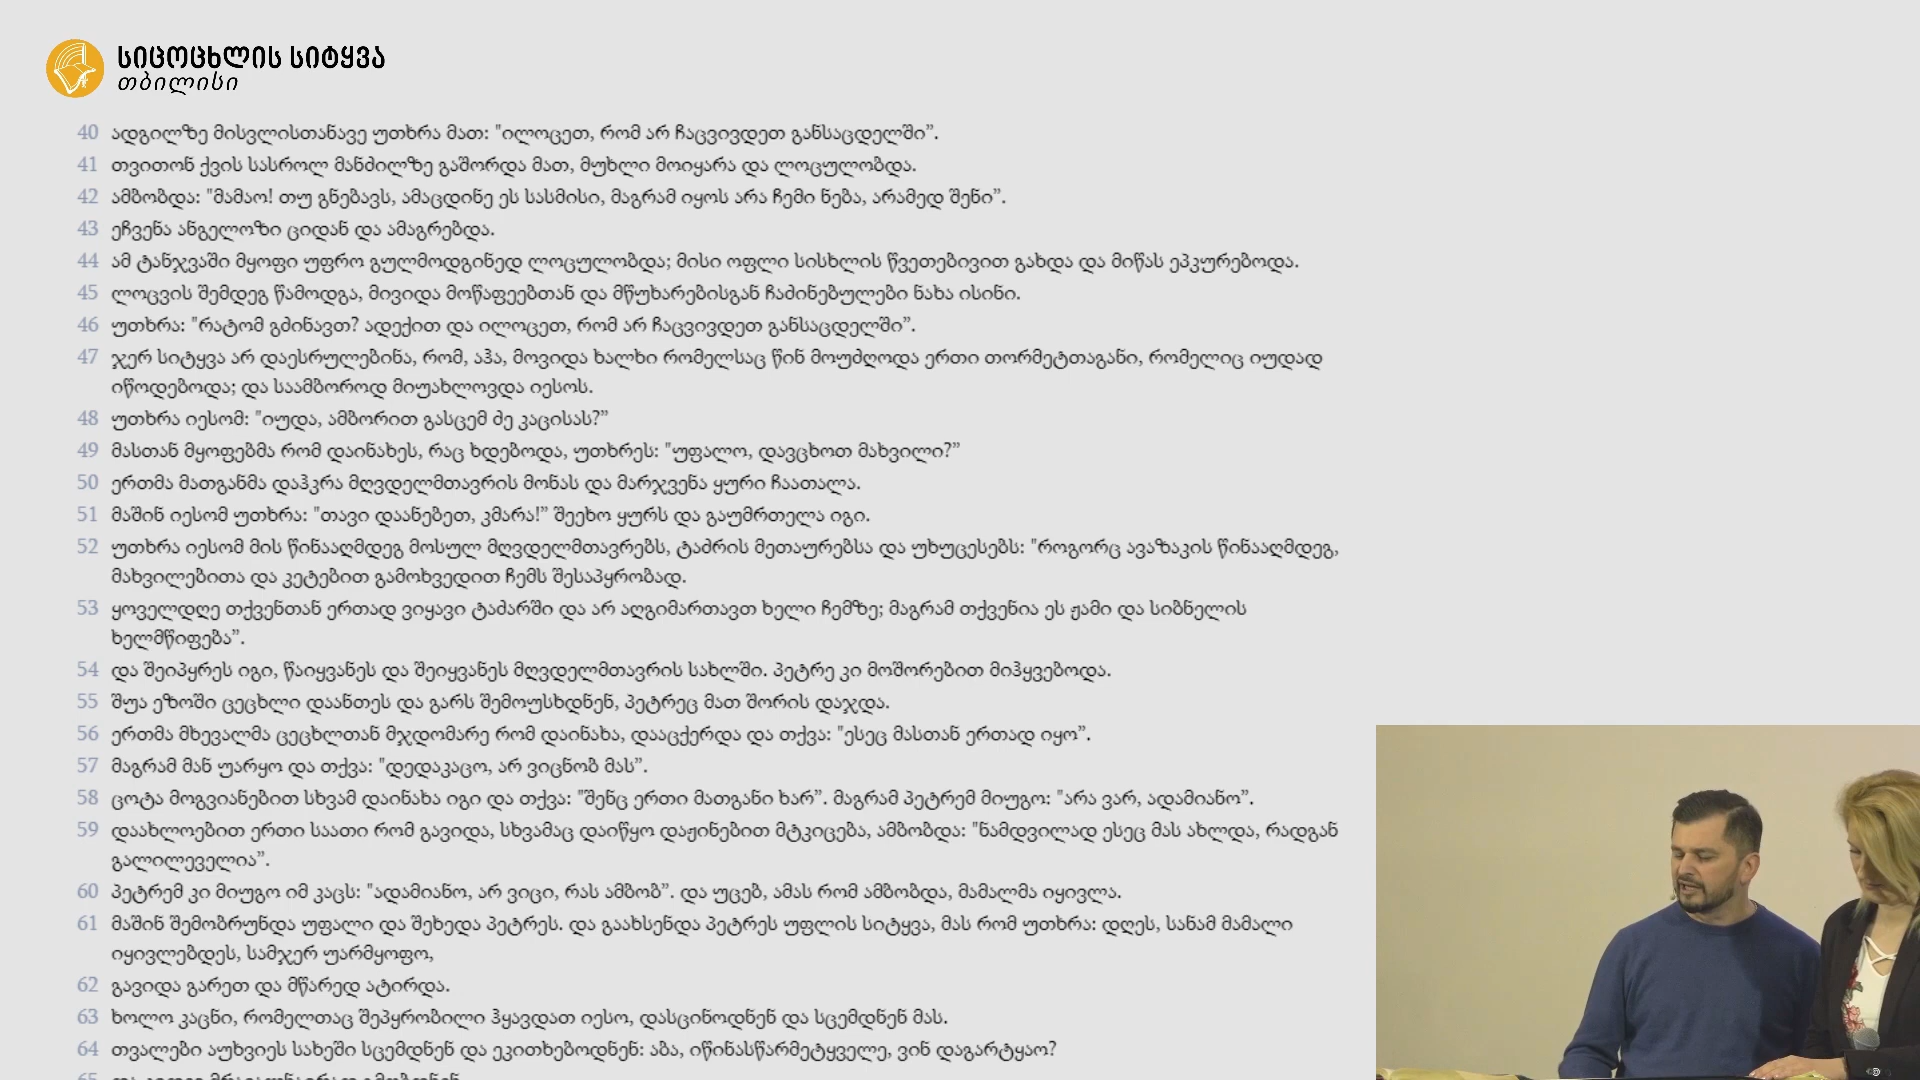 სიცოცხლის სიტყვა
თბილისი
40 ადგილზე მისვლისთანავე უთხრა მათ: "ილოცეთ, რომ არ ჩაცვივდეთ განსაცდელში”.
41 თვითონ ქვის სასროლ მანძილზე გაშორდა მათ, მუხლი მოიყარა და ლოცულობდა.
42 ამბობდა: "მამაო! თუ გნებავს, ამაცდინე ეს სასმისი, მაგრამ იყოს არა ჩემი ნება, არამედ შენი”.
43 ეჩვენა ანგელოზი ციდან და ამაგრებდა.
44 ამ ტანჯვაში მყოფი უფრო გულმოდგინედ ლოცულობდა; მისი ოფლი სისხლის წვეთებივით გახდა და მიწას ეპკურებოდა.
45 ლოცვის შემდეგ წამოდგა, მივიდა მოწაფეებთან და მწუხარებისგან ჩაძინებულები ნახა ისინი.
46 უთხრა: "რატომ გძინავთ? ადექით და ილოცეთ, რომ არ ჩაცვივდეთ განსაცდელში”.
47 ჯერ სიტყვა არ დაესრულებინა, რომ, აჰა, მოვიდა ხალხი რომელსაც წინ მოუძღოდა ერთი თორმეტთაგანი, რომელიც იუდად
იწოდებოდა; და საამბოროდ მიუახლოვდა იესოს.
48 უთხრა იესომ: "იუდა, ამბორით გასცემ ძე კაცისას?”
49 მასთან მყოფებმა რომ დაინახეს, რაც ხდებოდა, უთხრეს: "უფალო, დავცხოთ მახვილი?”
50 ერთმა მათგანმა დაჰკრა მღვდელმთავრის მონას და მარჯვენა ყური ჩაათალა.
51 მაშინ იესომ უთხრა: "თავი დაანებეთ, კმარა!” შეეხო ყურს და გაუმრთელა იგი.
52 უთხრა იესომ მის წინააღმდეგ მოსულ მღვდელმთავრებს, ტაძრის მეთაურებსა და უხუცესებს: "როგორც ავაზაკის წინააღმდეგ,
მახვილებითა და კეტებით გამოხვედით ჩემს შესაპყრობად.
53 ყოველდღე თქვენთან ერთად ვიყავი ტაძარში და არ აღგიმართავთ ხელი ჩემზე; მაგრამ თქვენია ეს ჟამი და სიბნელის
ხელმწიფება”.
54 და შეიპყრეს იგი, წაიყვანეს და შეიყვანეს მღვდელმთავრის სახლში. პეტრე კი მოშორებით მიჰყვებოდა.
55 შუა ეზოში ცეცხლი დაანთეს და გარს შემოუსხდნენ, პეტრეც მათ შორის დაჯდა.
56 ერთმა მხევალმა ცეცხლთან მჯდომარე რომ დაინახა, დააცქერდა და თქვა: "ესეც მასთან ერთად იყო”.
57 მაგრამ მან უარყო და თქვა: "დედაკაცო, არ ვიცნობ მას”.
58 ცოტა მოგვიანებით სხვამ დაინახა იგი და თქვა: "შენც ერთი მათგანი ხარ”. მაგრამ პეტრემ მიუგო: "არა ვარ, ადამიანო”.
59 დაახლოებით ერთი საათი რომ გავიდა, სხვამაც დაიწყო დაჟინებით მტკიცება, ამბობდა: "ნამდვილად ესეც მას ახლდა, რადგან
გალილეველია”.
60 პეტრემ კი მიუგო იმ კაცს: "ადამიანო, არ ვიცი, რას ამბობ”. და უცებ, ამას რომ ამბობდა, მამალმა იყივლა.
61 მაშინ შემობრუნდა უფალი და შეხედა პეტრეს. და გაახსენდა პეტრეს უფლის სიტყვა, მას რომ უთხრა: დღეს, სანამ მამალი
იყივლებდეს, სამჯერ უარმყოფო,
62 გავიდა გარეთ და მწარედ ატირდა.
63 ხოლო კაცნი, რომელთაც შეპყრობილი ჰყავდათ იესო, დასცინოდნენ და სცემდნენ მას.
64 თვალები აუხვიეს სახეში სცემდნენ და ეკითხებოდნენ: აბა, იწინასწარმეტყველე, ვინ დაგარტყაო?